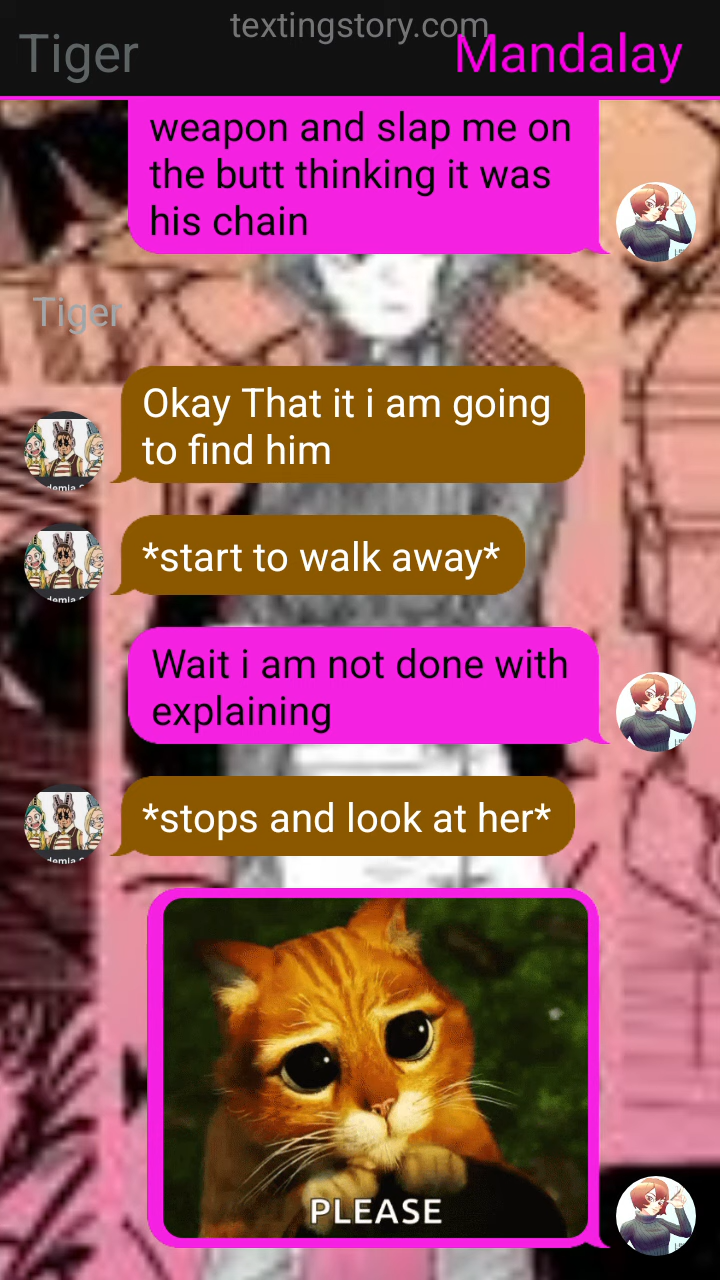 textingstory.com
Tiger
Mandalay
weapon and slap me on
the butt thinking it was
his chain
Tiger
Okay That it i am going
to find him
*start to walk away*
Wait i am not done with
explaining
*stops and look at her*
PLEASE